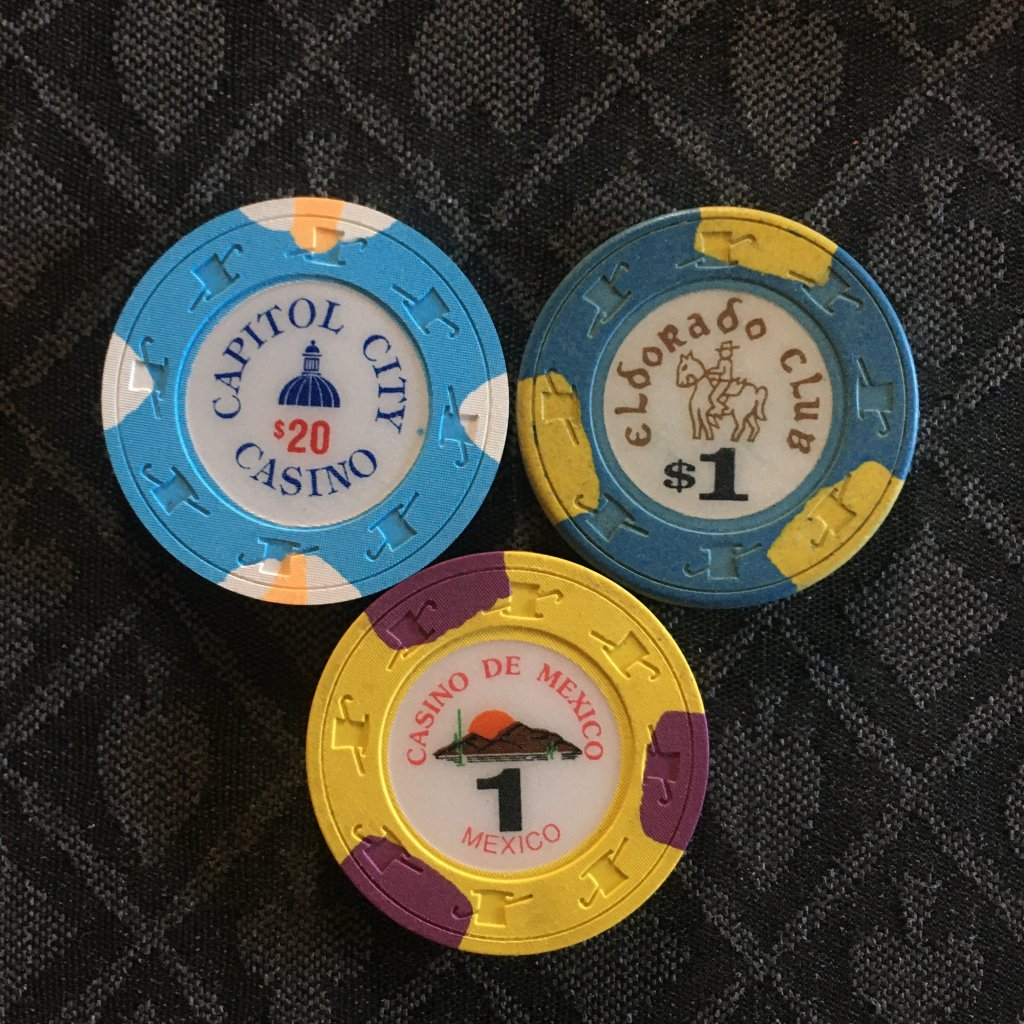 CAPITOL CITY
$20
CASINO
ElDORADO CLUB
$1
CASINO DE MEXICO
1
MEXICO